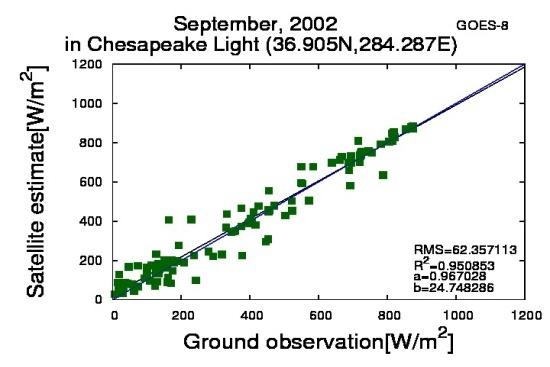 September, 2002
GOES-8
in Chesapeake Light (36.905N,284.287E)
Satellite estimate[W/m²]
1200
1000
800
600
400
200
0
RMS=62.357113
R²=0.950853
a=0.967028
b=24.748286
0 200 400 600 800 1000 1200
Ground observation[W/m²]